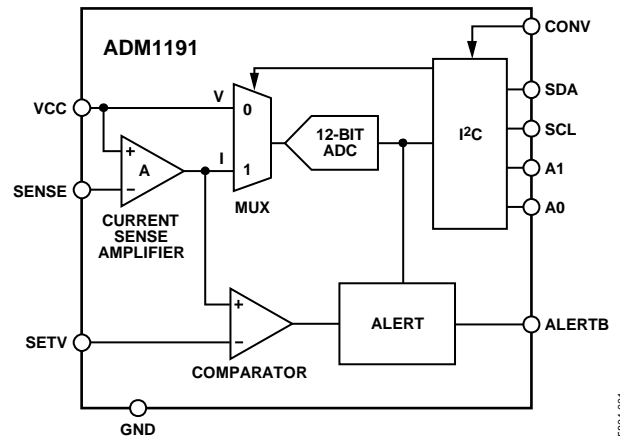 ADM1191
CONV
V
VCC
0
SDA
12-BIT
ADC
I²C
SCL
+
A
I
1
A1
−
SENSE
MUX
A0
CURRENT
SENSE
AMPLIFIER
+
ALERT
ALERTB
SETV
−
COMPARATOR
GND